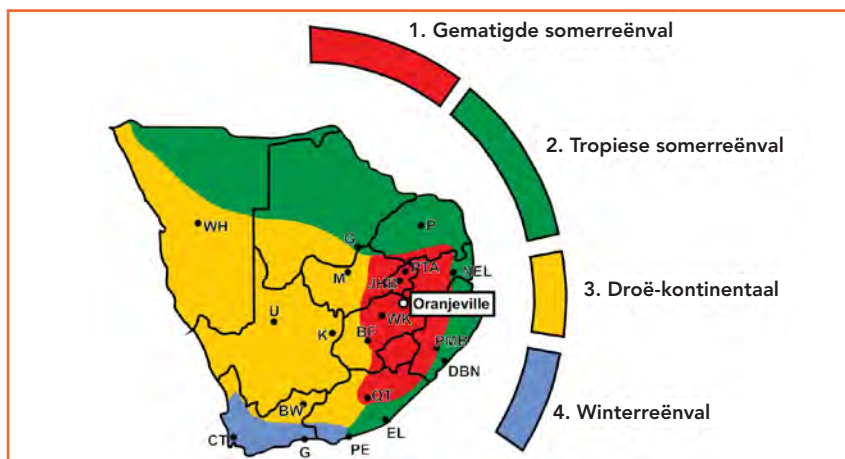 1. Gematigde somerreënval
2. Tropiese somerreënval
3. Droë-kontinentaal
4. Winterreënval
WH
P
G
M
PTA
NEL
JHB
Oranjeville
U
WK
K
BF
PMB
DBN
QT
BW
EL
CT
G
PE